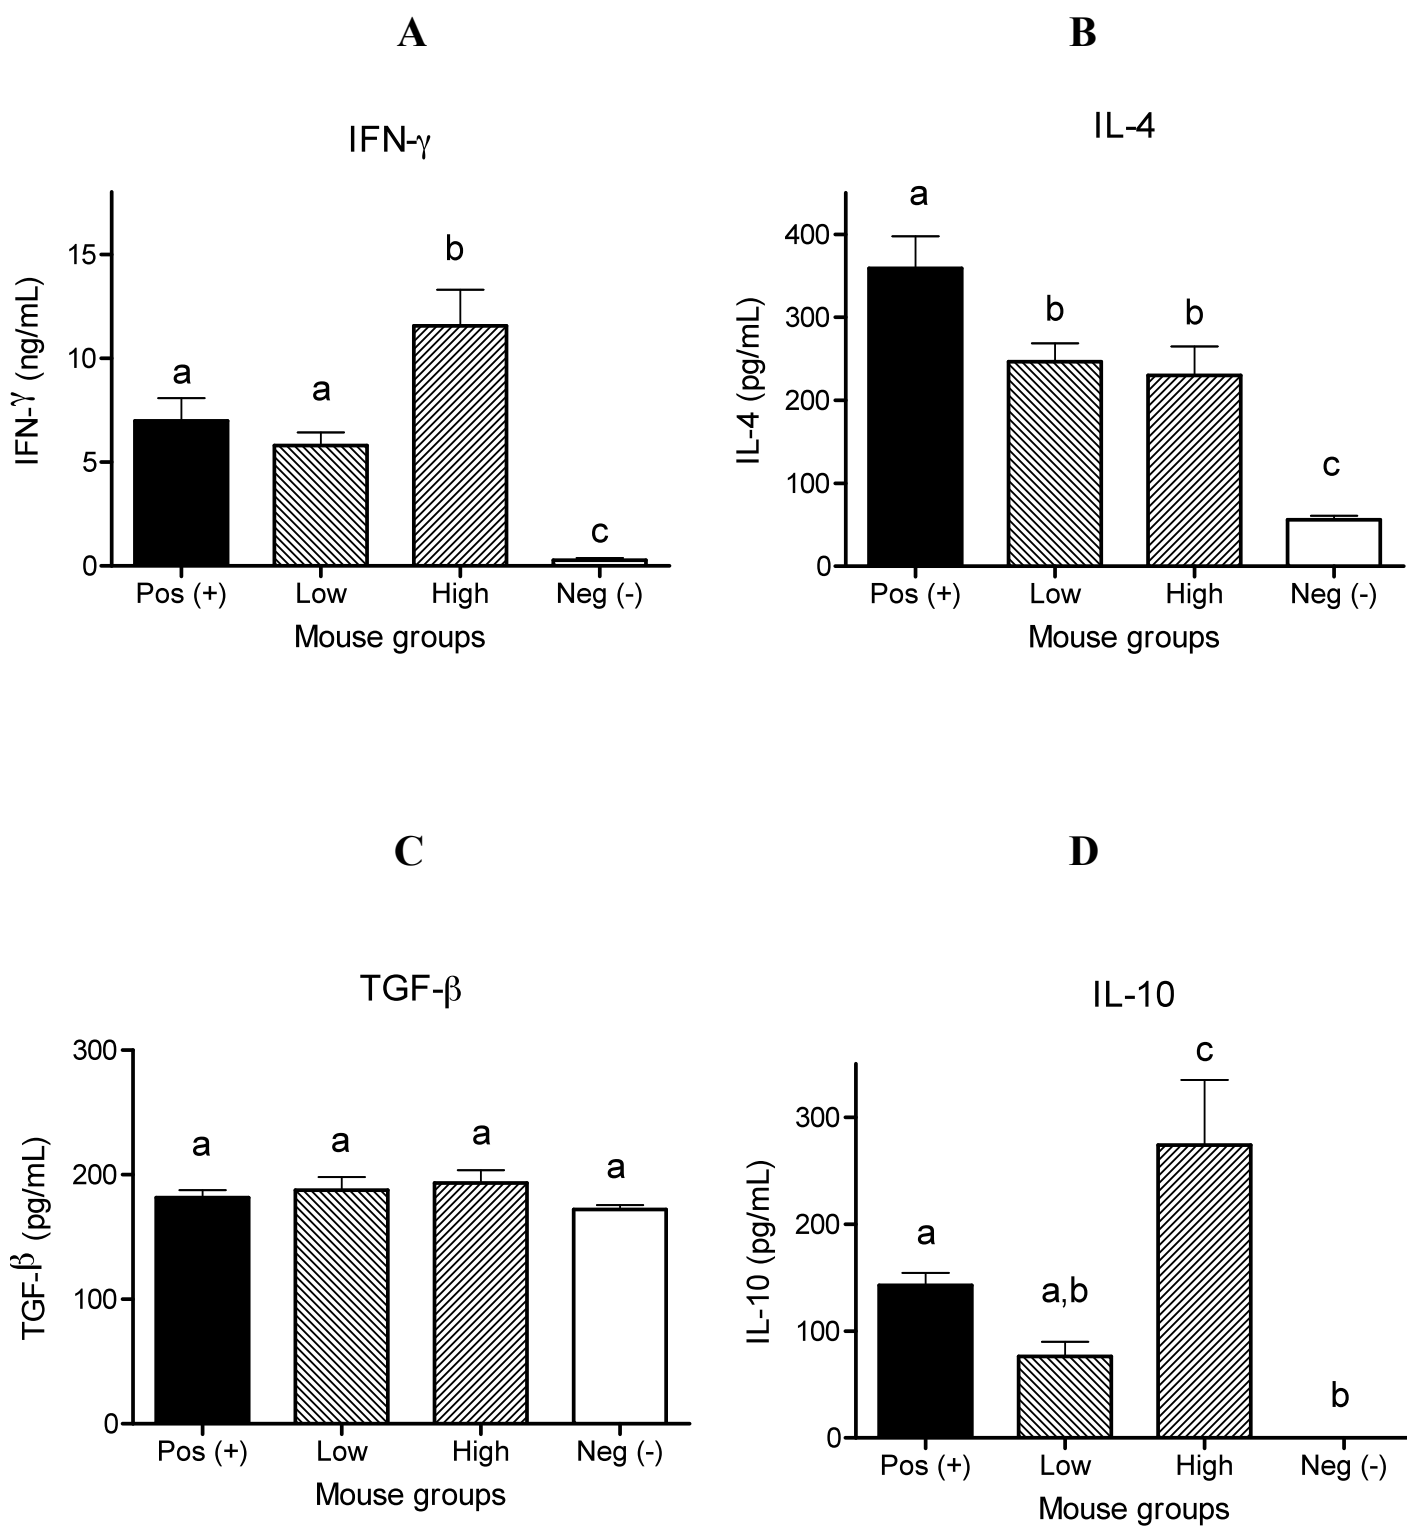 A
IFN-γ
IFN-γ (ng/mL)
15
10
5
0
a
a
b
c
Pos (+) Low High Neg (-)
Mouse groups
B
IL-4
IL-4 (pg/mL)
400
300
200
100
0
a
b
b
c
Pos (+) Low High Neg (-)
Mouse groups
C
TGF-β
TGF-β (pg/mL)
300
200
100
0
a
a
a
a
Pos (+) Low High Neg (-)
Mouse groups
D
IL-10
IL-10 (pg/mL)
300
200
100
0
a
a,b
c
b
Pos (+) Low High Neg (-)
Mouse groups